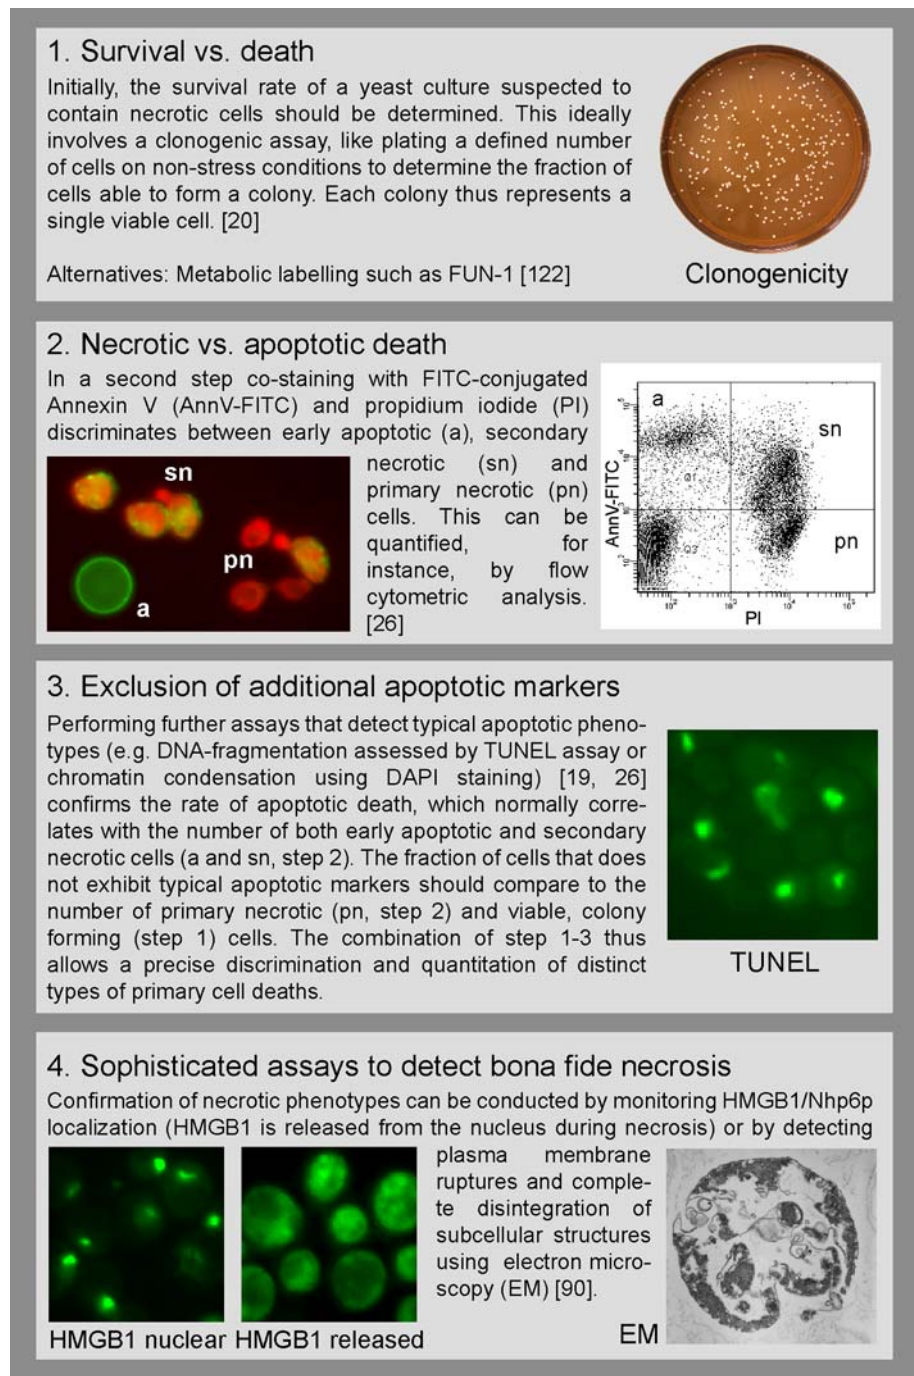 1. Survival vs. death
Initially, the survival rate of a yeast culture suspected to
contain necrotic cells should be determined. This ideally
involves a clonogenic assay, like plating a defined number
of cells on non-stress conditions to determine the fraction of
cells able to form a colony. Each colony thus represents a
single viable cell. [20]
Alternatives: Metabolic labelling such as FUN-1 [122]
Clonogenicity
2. Necrotic vs. apoptotic death
In a second step co-staining with FITC-conjugated
Annexin V (AnnV-FITC) and propidium iodide (PI)
discriminates between early apoptotic (a), secondary
necrotic (sn) and
primary necrotic (pn)
cells. This can be
quantified, for
instance, by flow
cytometric analysis.
[26]
sn
pn
a
a
sn
pn
AnnV-FITC
PI
3. Exclusion of additional apoptotic markers
Performing further assays that detect typical apoptotic pheno-
types (e.g. DNA-fragmentation assessed by TUNEL assay or
chromatin condensation using DAPI staining) [19, 26]
confirms the rate of apoptotic death, which normally corre-
lates with the number of both early apoptotic and secondary
necrotic cells (a and sn, step 2). The fraction of cells that does
not exhibit typical apoptotic markers should compare to the
number of primary necrotic (pn, step 2) and viable, colony
forming (step 1) cells. The combination of step 1-3 thus
allows a precise discrimination and quantitation of distinct
types of primary cell deaths.
TUNEL
4. Sophisticated assays to detect bona fide necrosis
Confirmation of necrotic phenotypes can be conducted by monitoring HMGB1/Nhp6p
localization (HMGB1 is released from the nucleus during necrosis) or by detecting
plasma membrane
ruptures and comple-
te disintegration of
subcellular structures
using electron micro-
scopy (EM) [90].
HMGB1 nuclear
HMGB1 released
EM